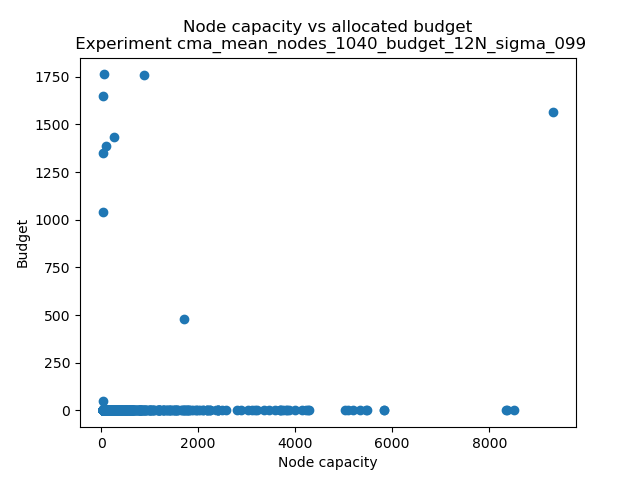 Node capacity vs allocated budget
Experiment cma_mean_nodes_1040_budget_12N_sigma_099
1750
1500
1250
1000
750
500
250
0
Budget
0 2000 4000 6000 8000
Node capacity